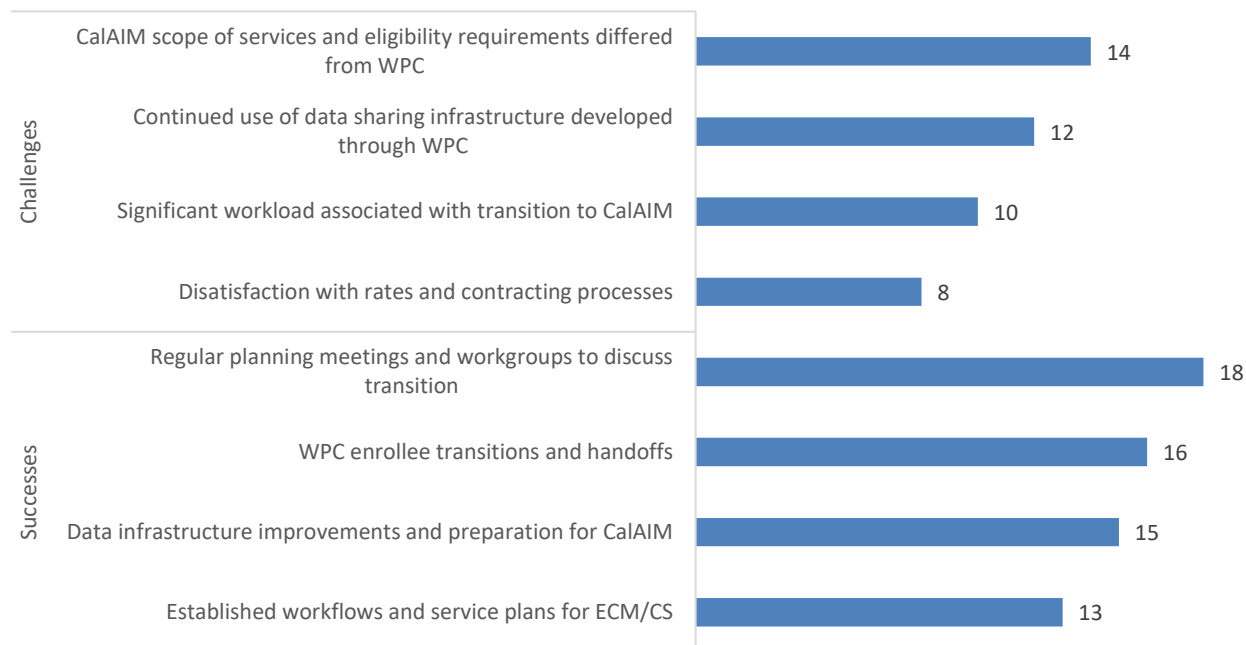 Challenges
CalAIM scope of services and eligibility requirements differed
from WPC
14
Continued use of data sharing infrastructure developed
through WPC
12
Significant workload associated with transition to CalAIM
10
Disatisfaction with rates and contracting processes
8
Successes
Regular planning meetings and workgroups to discuss
transition
18
WPC enrollee transitions and handoffs
16
Data infrastructure improvements and preparation for CalAIM
15
Established workflows and service plans for ECM/CS
13